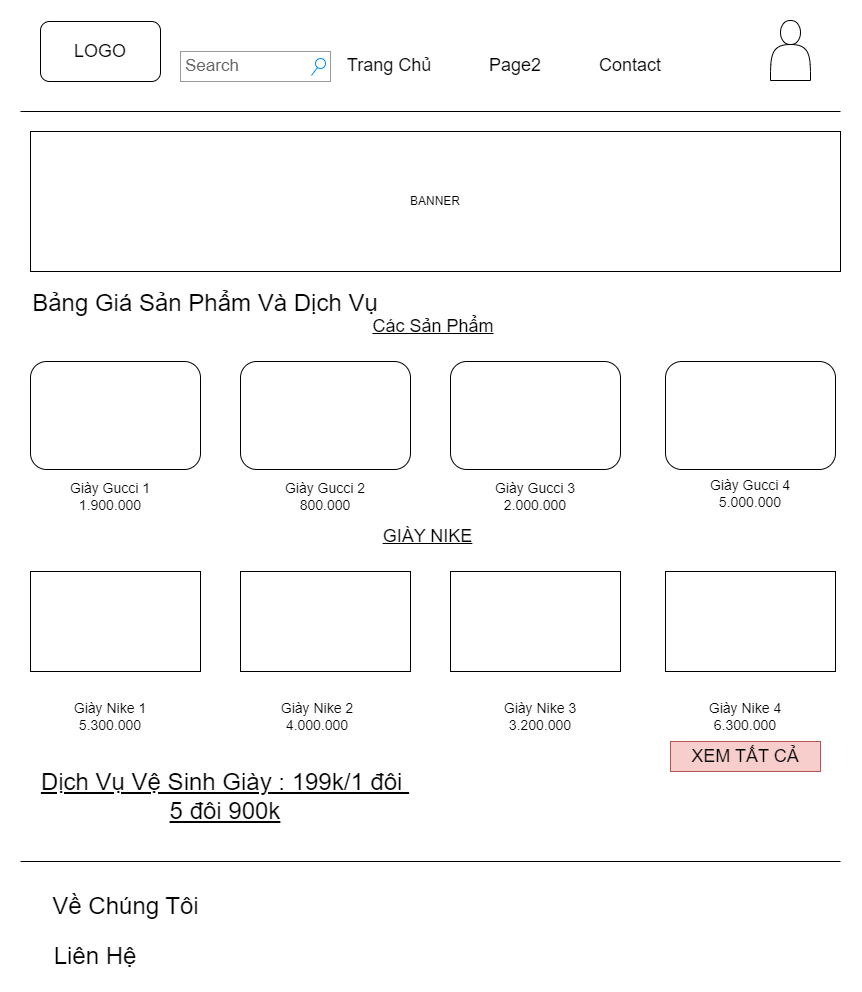 LOGO
Search
Trang Chủ
Page2
Contact
BANNER
Bảng Giá Sản Phẩm Và Dịch Vụ
Các Sản Phẩm
Giày Gucci 1
1.900.000
Giày Gucci 2
800.000
Giày Gucci 3
2.000.000
Giày Gucci 4
5.000.000
GIÀY NIKE
Giày Nike 1
5.300.000
Giày Nike 2
4.000.000
Giày Nike 3
3.200.000
Giày Nike 4
6.300.000
XEM TẤT CẢ
Dịch Vụ Vệ Sinh Giày : 199k/1 đôi
5 đôi 900k
Về Chúng Tôi
Liên Hệ